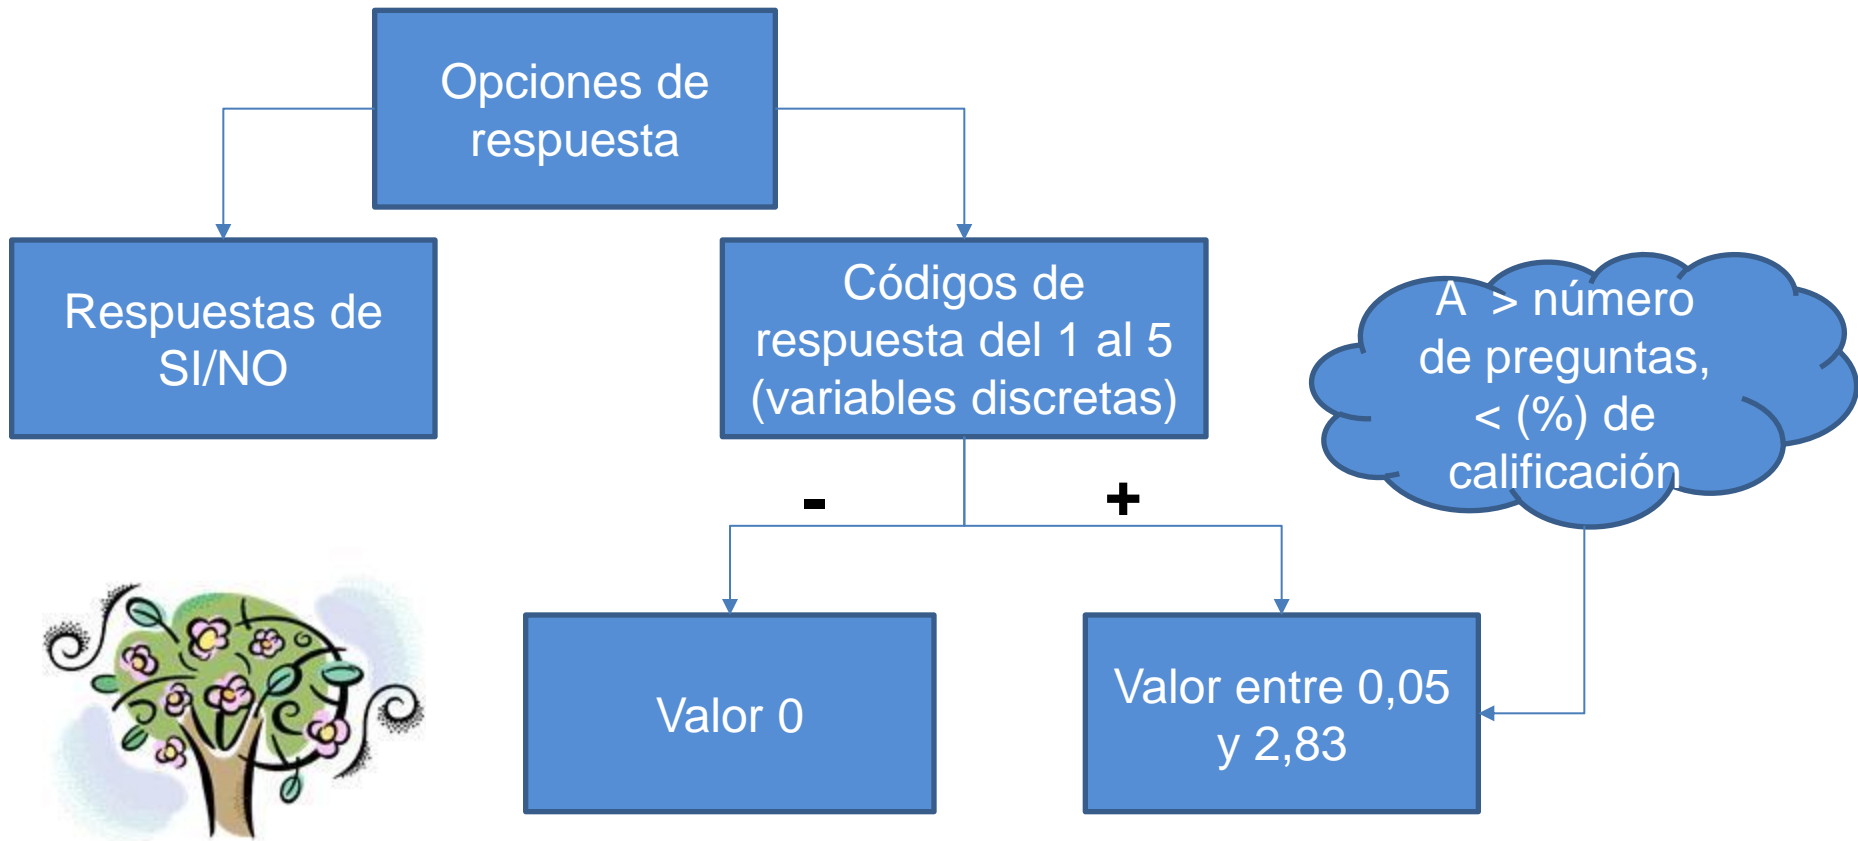 Opciones de
respuesta
Respuestas de
SI/NO
Códigos de
respuesta del 1 al 5
(variables discretas)
A > número
de preguntas,
< (%) de
calificación
-
+
Valor 0
Valor entre 0,05
y 2,83